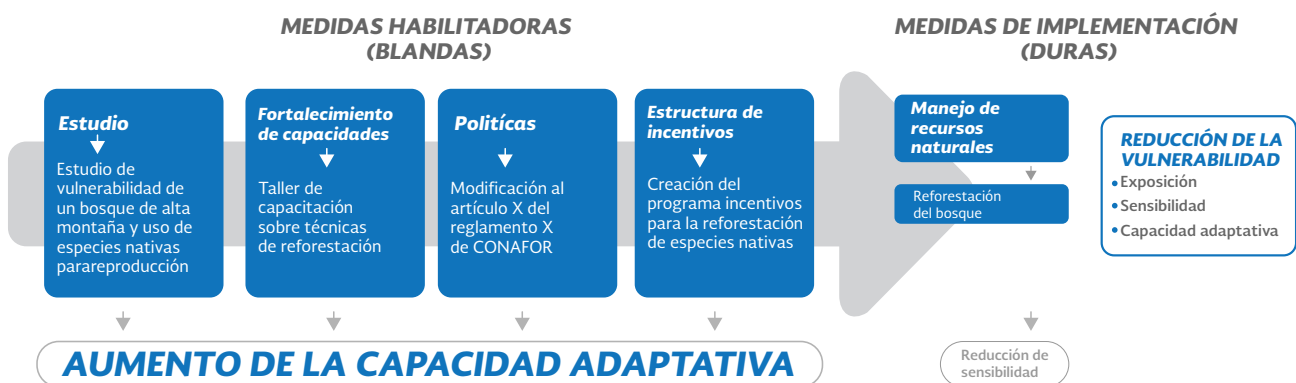 MEDIDAS HABILITADORAS
(BLANDAS)
MEDIDAS DE IMPLEMENTACIÓN
(DURAS)
Estudio
Estudio de
vulnerabilidad de
un bosque de alta
montaña y uso de
especies nativas
parareproducción
Fortalecimiento
de capacidades
Taller de
capacitación
sobre técnicas
de reforestación
Politícas
Modificación al
artículo X del
reglamento X
de CONAFOR
Estructura de
incentivos
Creación del
programa incentivos
para la reforestación
de especies nativas
Manejo de
recursos
naturales
Reforestación
del bosque
REDUCCIÓN DE LA
VULNERABILIDAD
• Exposición
• Sensibilidad
• Capacidad adaptativa
AUMENTO DE LA CAPACIDAD ADAPTATIVA
Reducción de
sensibilidad